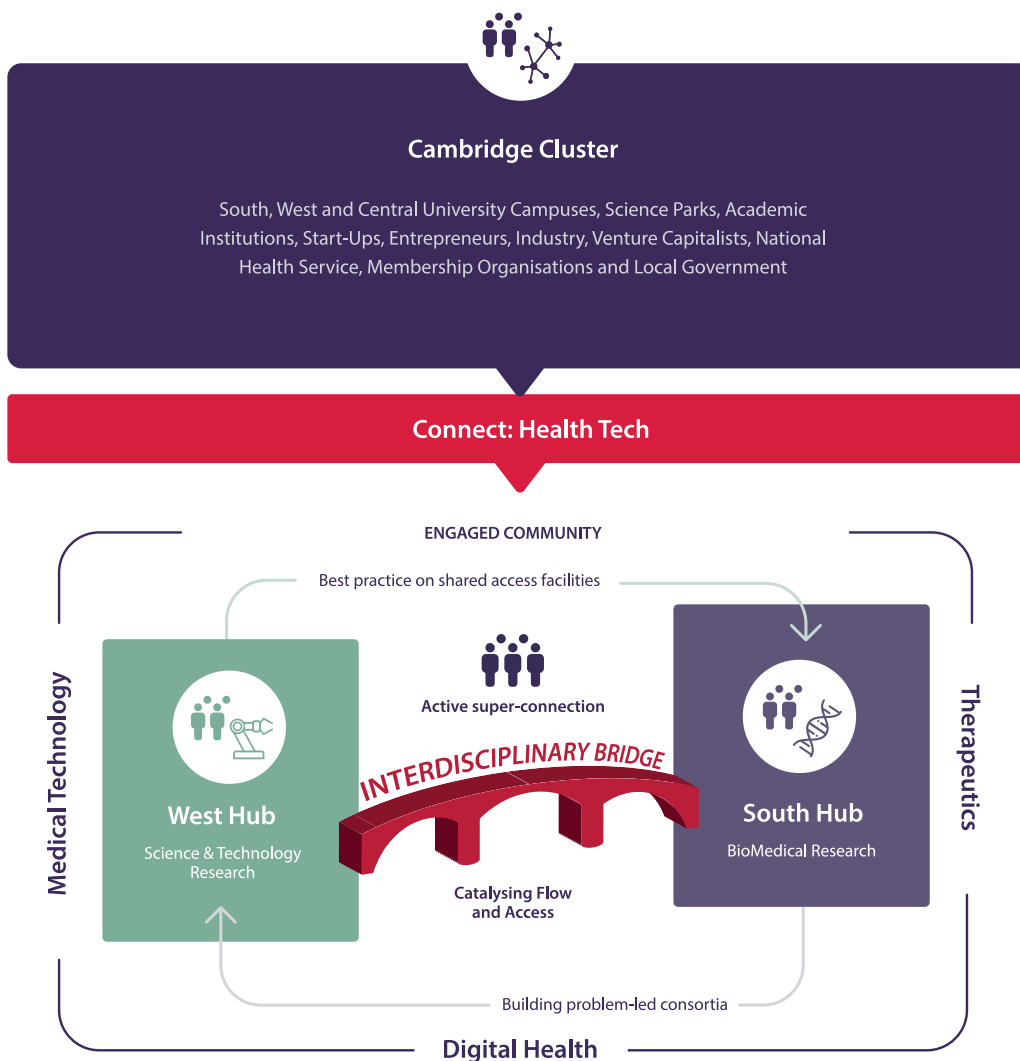 Cambridge Cluster
South, West and Central University Campuses, Science Parks, Academic
Institutions, Start-Ups, Entrepreneurs, Industry, Venture Capitalists, National
Health Service, Membership Organisations and Local Government
Connect: Health Tech
ENGAGED COMMUNITY
Best practice on shared access facilities
Medical Technology
Active super-connection
Therapeutics
INTERDISCIPLINARY BRIDGE
West Hub
Science & Technology
Research
South Hub
BioMedical Research
Catalysing Flow
and Access
Building problem-led consortia
Digital Health